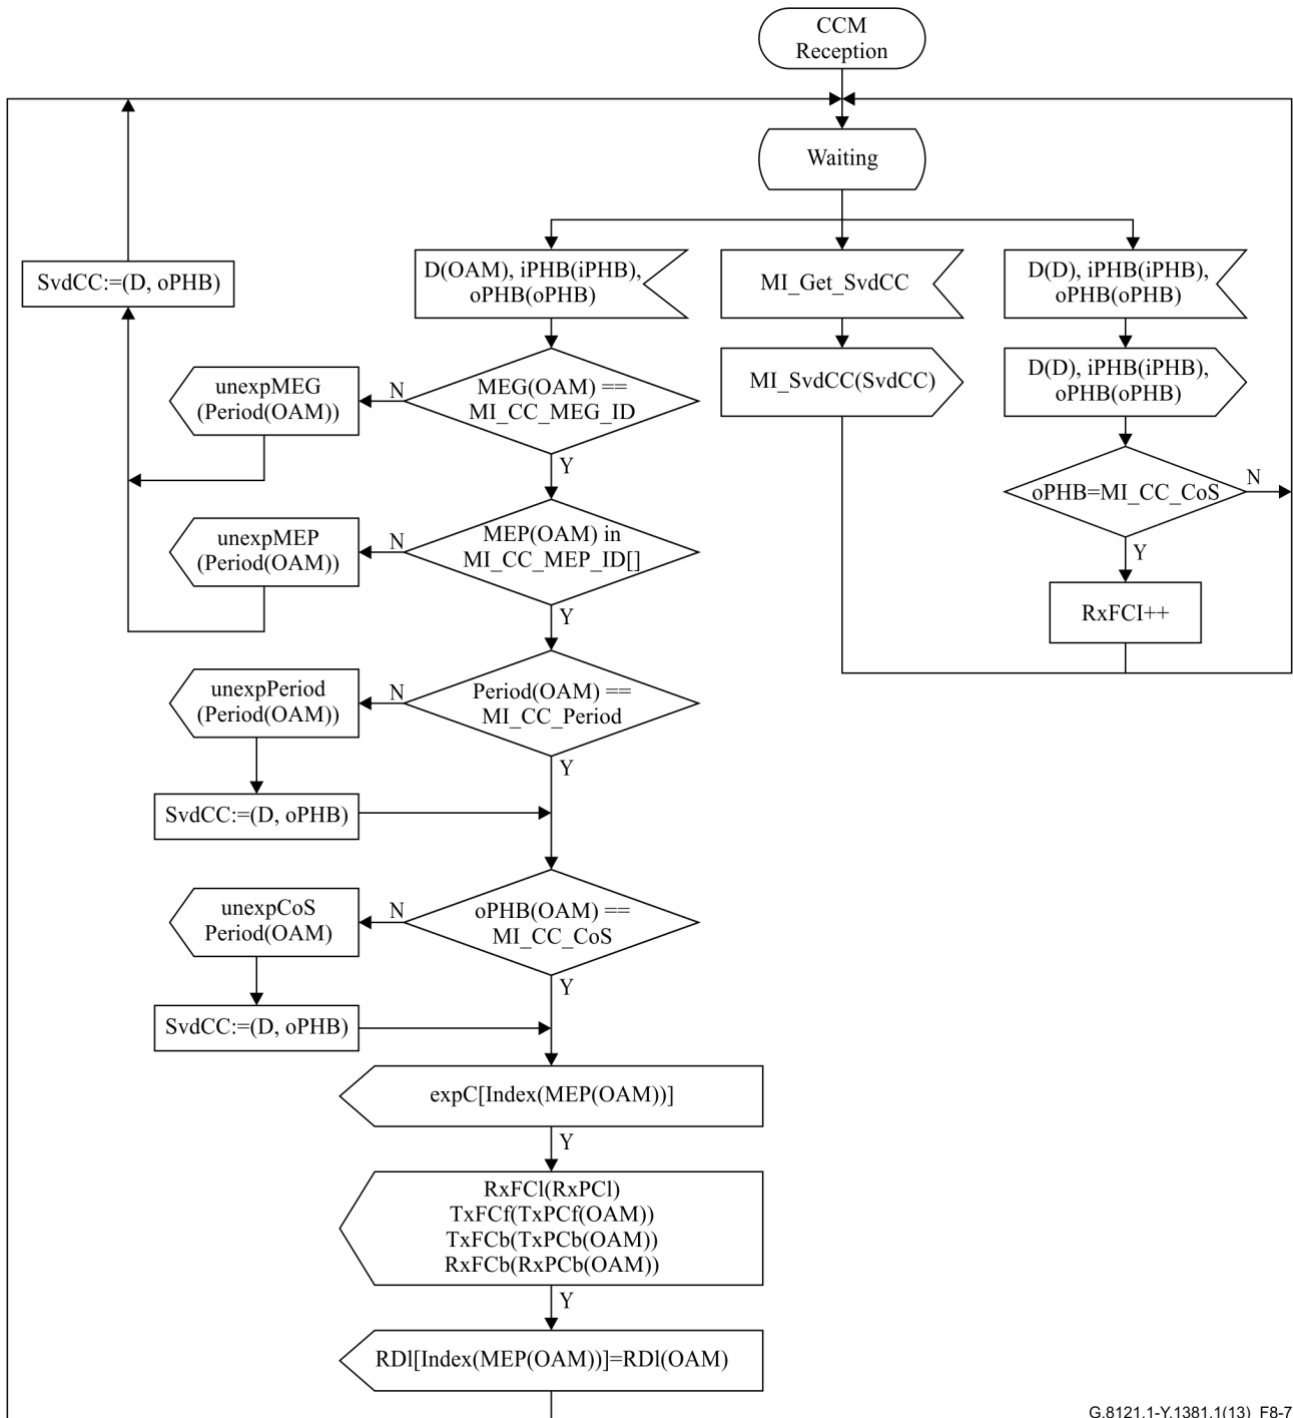 CCM
Reception
Waiting
D(OAM), iPHB(iPHB),
oPHB(oPHB)
MI_Get_SvdCC
D(D), iPHB(iPHB),
oPHB(oPHB)
SvdCC:=(D, oPHB)
MI_SvdCC(SvdCC)
D(D), iPHB(iPHB),
oPHB(oPHB)
unexpMEG
(Period(OAM))
N
MEG(OAM) ==
MI_CC_MEG_ID
Y
oPHB=MI_CC_CoS
N
Y
unexpMEP
(Period(OAM))
N
MEP(OAM) in
MI_CC_MEP_ID[]
Y
RxFCI++
unexpPeriod
(Period(OAM))
N
Period(OAM) ==
MI_CC_Period
Y
SvdCC:=(D, oPHB)
unexpCoS
Period(OAM)
N
oPHB(OAM) ==
MI_CC_CoS
Y
SvdCC:=(D, oPHB)
expC[Index(MEP(OAM))]
Y
RxFCl(RxPCl)
TxFCf(TxPCf(OAM))
TxFCb(TxPCb(OAM))
RxFCb(RxPCb(OAM))
Y
RDl[Index(MEP(OAM))]=RDl(OAM)
G.8121.1-Y.1381.1(13)_F8-7